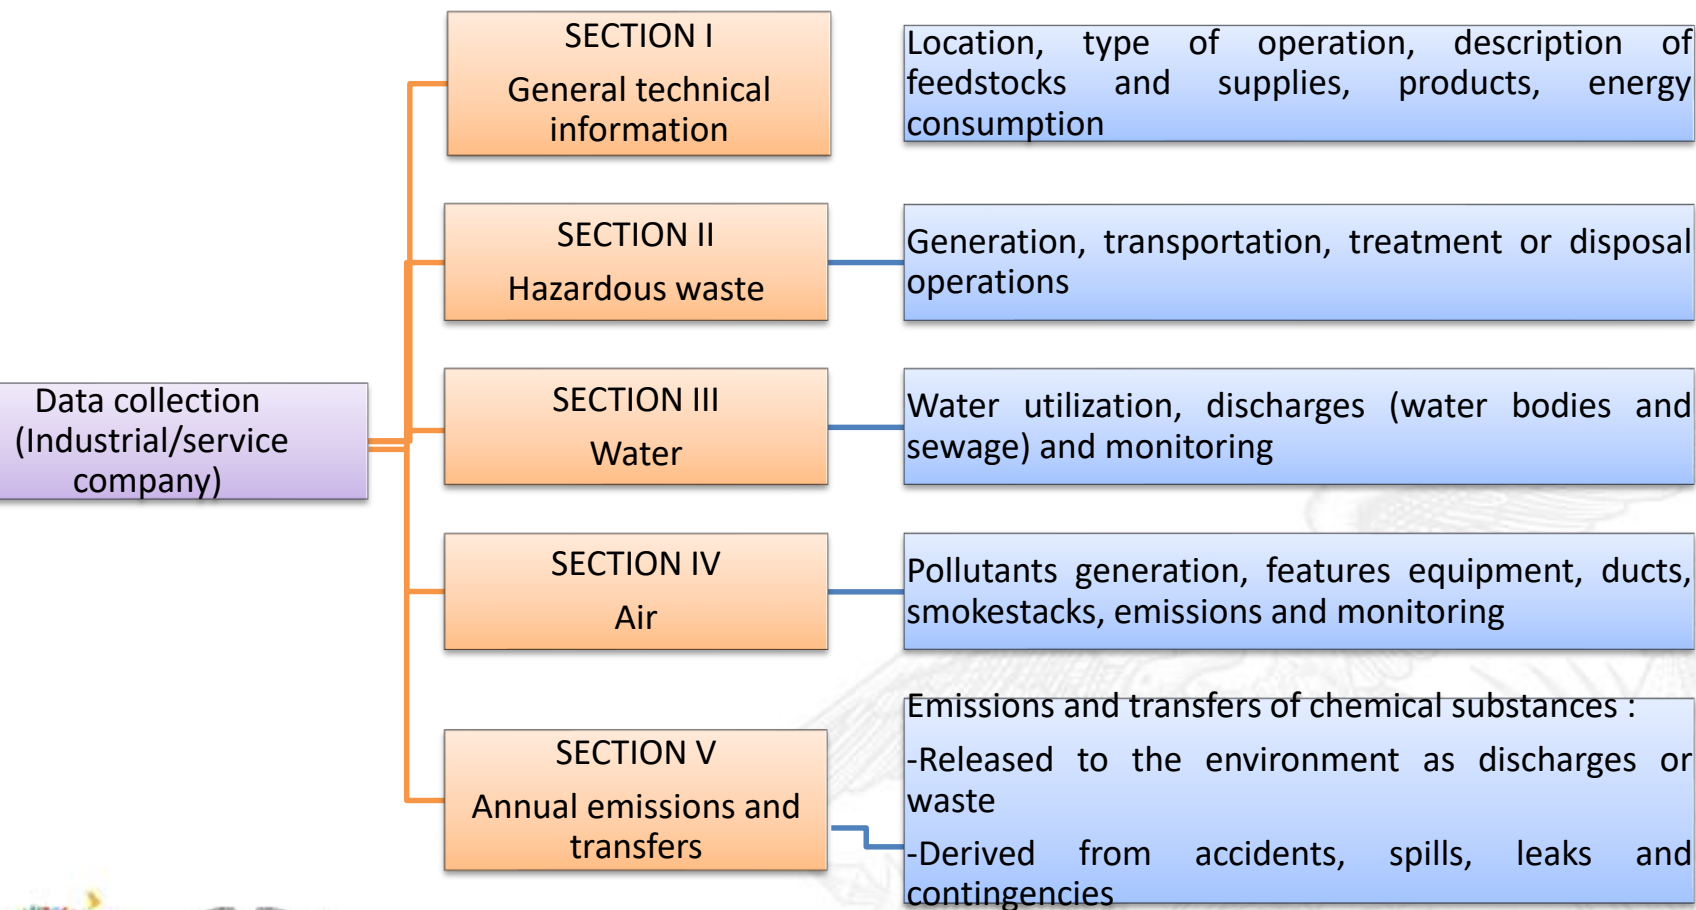 SECTION I
General technical
information
Location, type of operation, description of
feedstocks and supplies, products, energy
consumption
SECTION II
Hazardous waste
Generation, transportation, treatment or disposal
operations
Data collection
(Industrial/service
company)
SECTION III
Water
Water utilization, discharges (water bodies and
sewage) and monitoring
SECTION IV
Air
Pollutants generation, features equipment, ducts,
smokestacks, emissions and monitoring
SECTION V
Annual emissions and
transfers
Emissions and transfers of chemical substances :
-Released to the environment as discharges or
waste
-Derived from accidents, spills, leaks and
contingencies